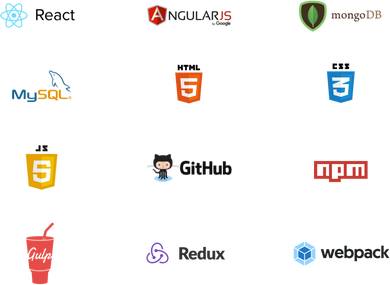 React
ANGULARJS
by Google
mongoDB
MySQL
HTML
5
CSS
3
JS
5
GitHub
npm
Gulp
Redux
webpack